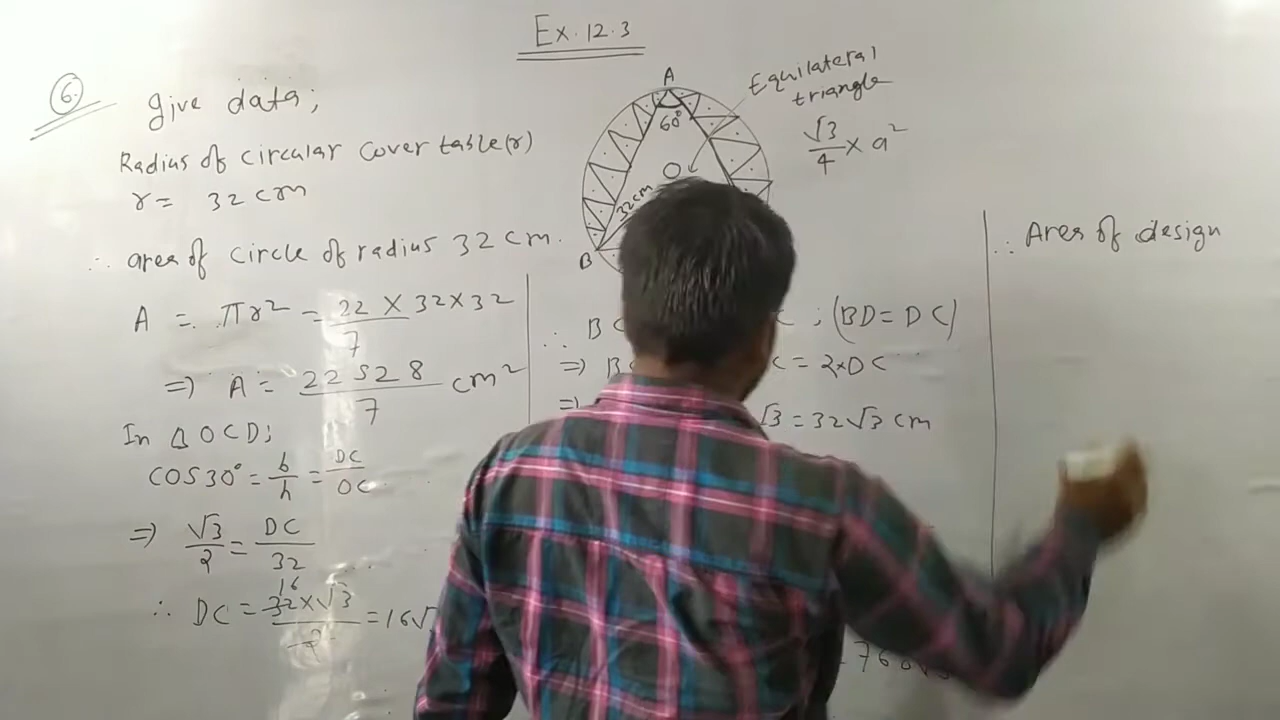 Ex. 12.3
6.
give data;
Radius of circular cover table(r)
r = 32 cm
∴ area of circle of radius 32 cm.
A = πr² = 22 × 32×32 / 7
=> A = 22528 / 7 cm²
In △OCD;
COS30° = b/h = DC/OC
=> √3/2 = DC/32
∴ DC = 32×√3 / 2 = 16√
16
A
60°
O
32cm
B
Equilateral
triangle
√3/4 × a²
; (BD = DC)
=>
= 2×DC
=>
√3 = 32√3 cm
∴ Area of design